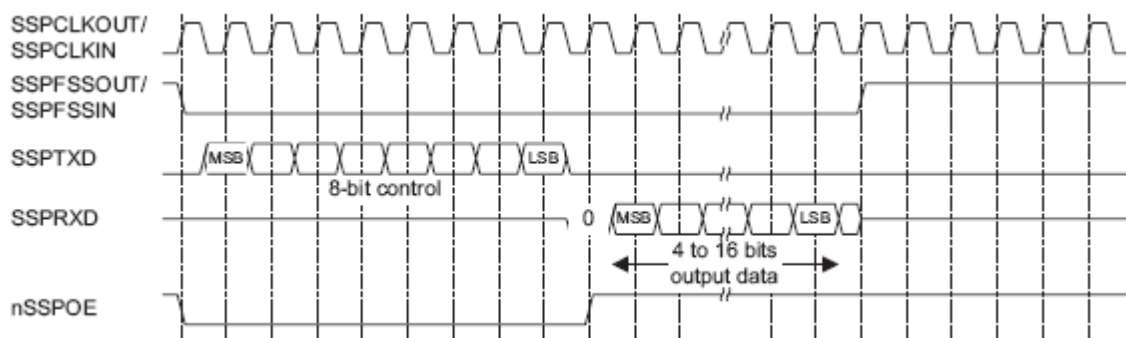 SSPCLKOUT/
SSPCLKIN
SSPFSSOUT/
SSPFSSIN
SSPTXD
MSB
LSB
8-bit control
SSPRXD
0
MSB
LSB
4 to 16 bits
output data
nSSPOE